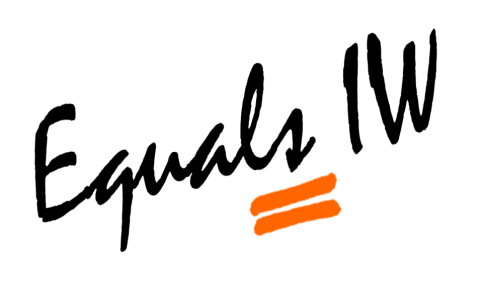 Equals IW
=